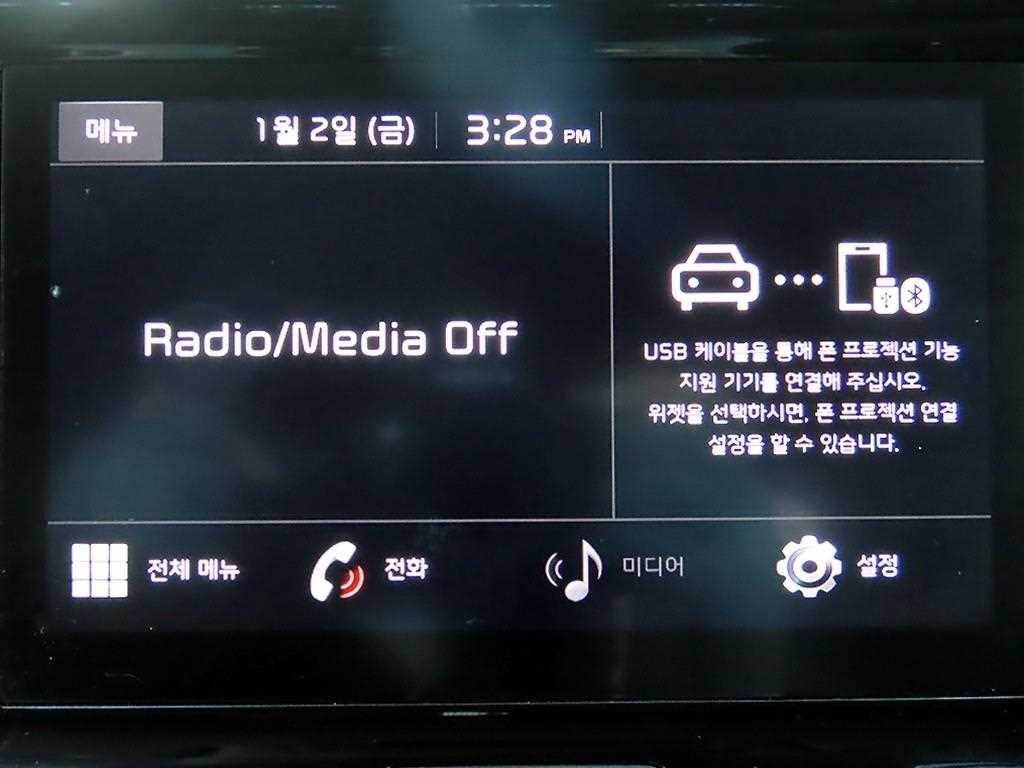 메뉴
1월 2일 (금)
3:28 PM
Radio/Media Off
USB 케이블을 통해 폰 프로젝션 기능
지원 기기를 연결해 주십시오.
위젯을 선택하시면, 폰 프로젝션 연결
설정을 할 수 있습니다.
전체 메뉴
전화
미디어
설정